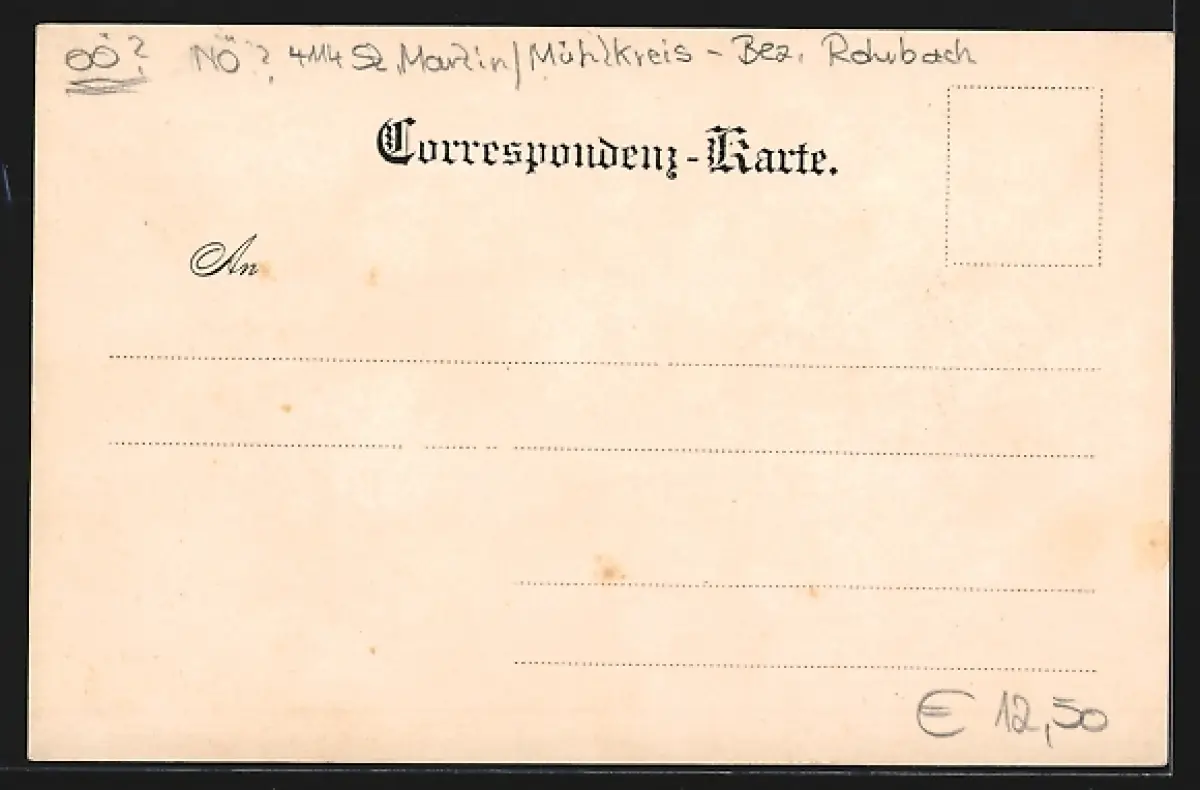 OÖ? NÖ?, 4114 St. Martin/Mühlkreis - Bez. Rohrbach
Correspondenz-Karte.
An
€ 12,50